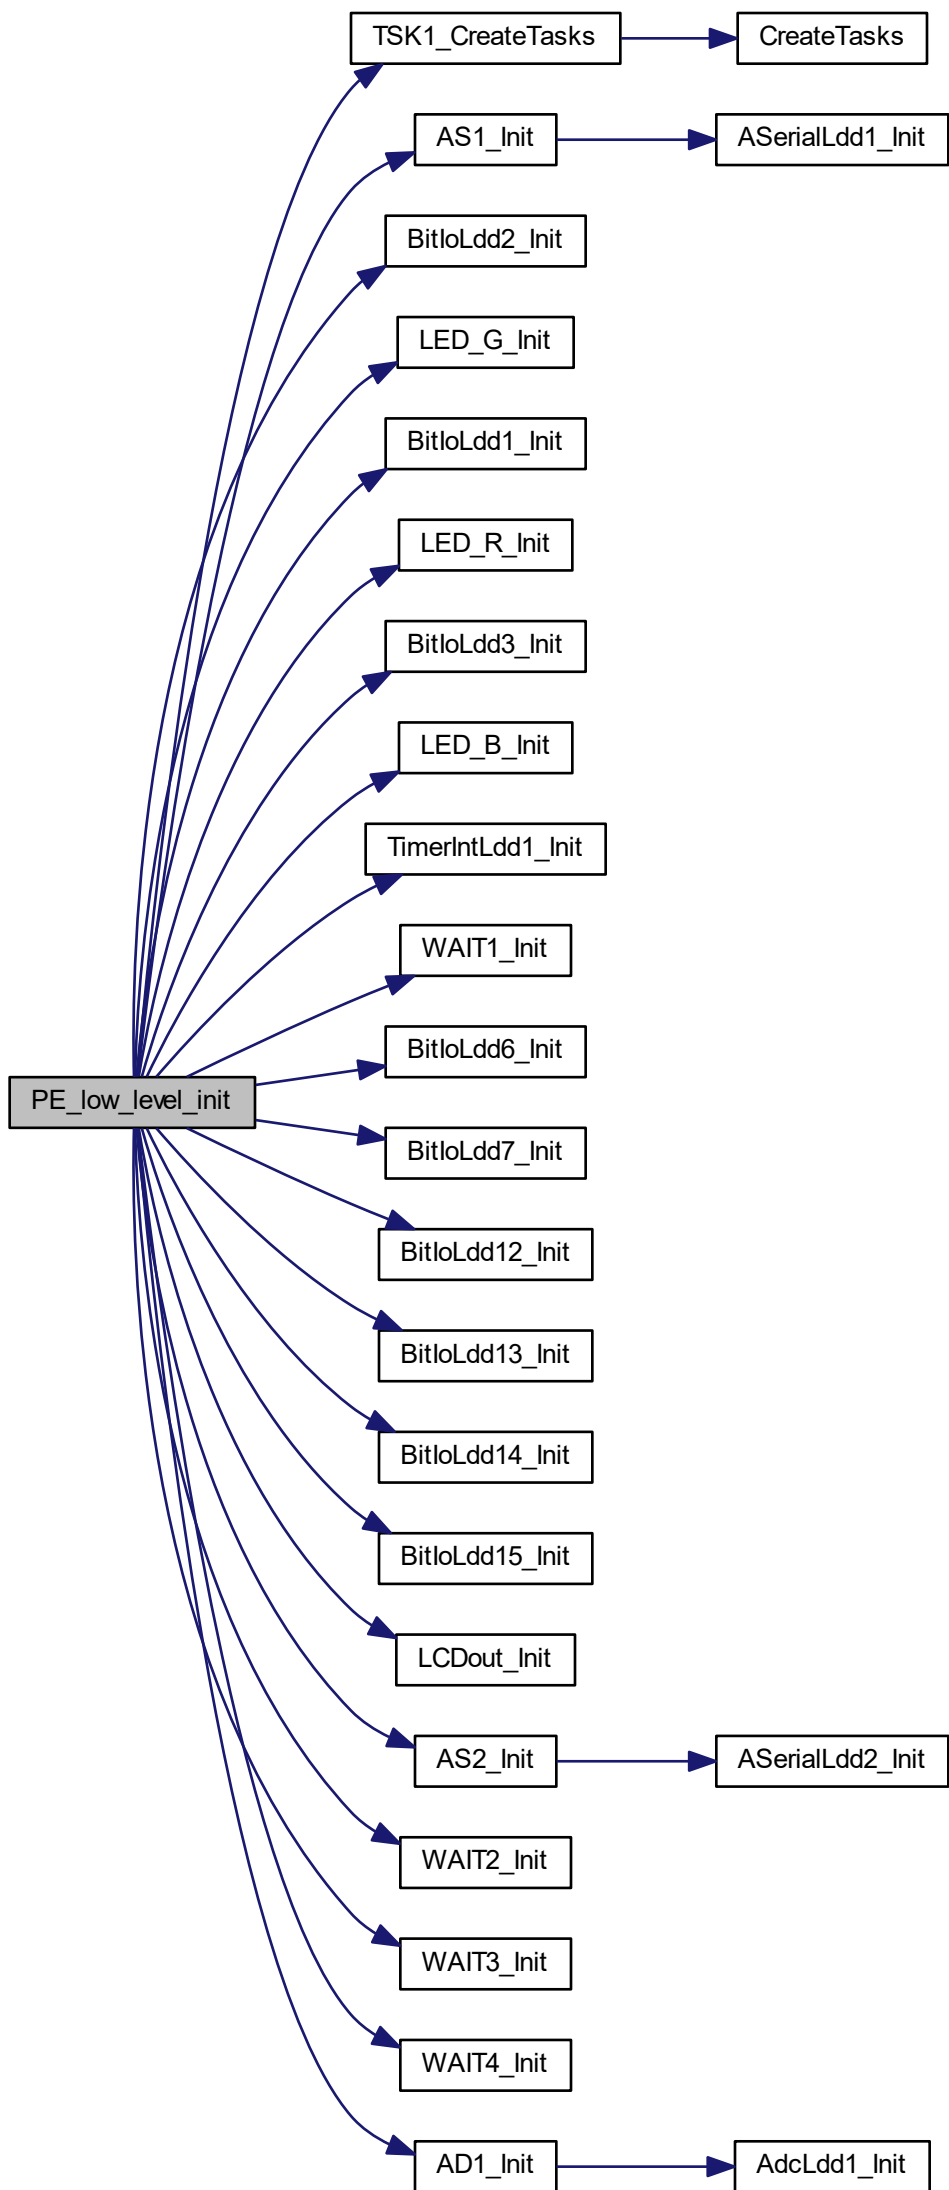 TSK1_CreateTasks
CreateTasks
AS1_Init
ASerialLdd1_Init
BitIoLdd2_Init
LED_G_Init
BitIoLdd1_Init
LED_R_Init
BitIoLdd3_Init
LED_B_Init
TimerIntLdd1_Init
WAIT1_Init
BitIoLdd6_Init
PE_low_level_init
BitIoLdd7_Init
BitIoLdd12_Init
BitIoLdd13_Init
BitIoLdd14_Init
BitIoLdd15_Init
LCDout_Init
AS2_Init
ASerialLdd2_Init
WAIT2_Init
WAIT3_Init
WAIT4_Init
AD1_Init
AdcLdd1_Init